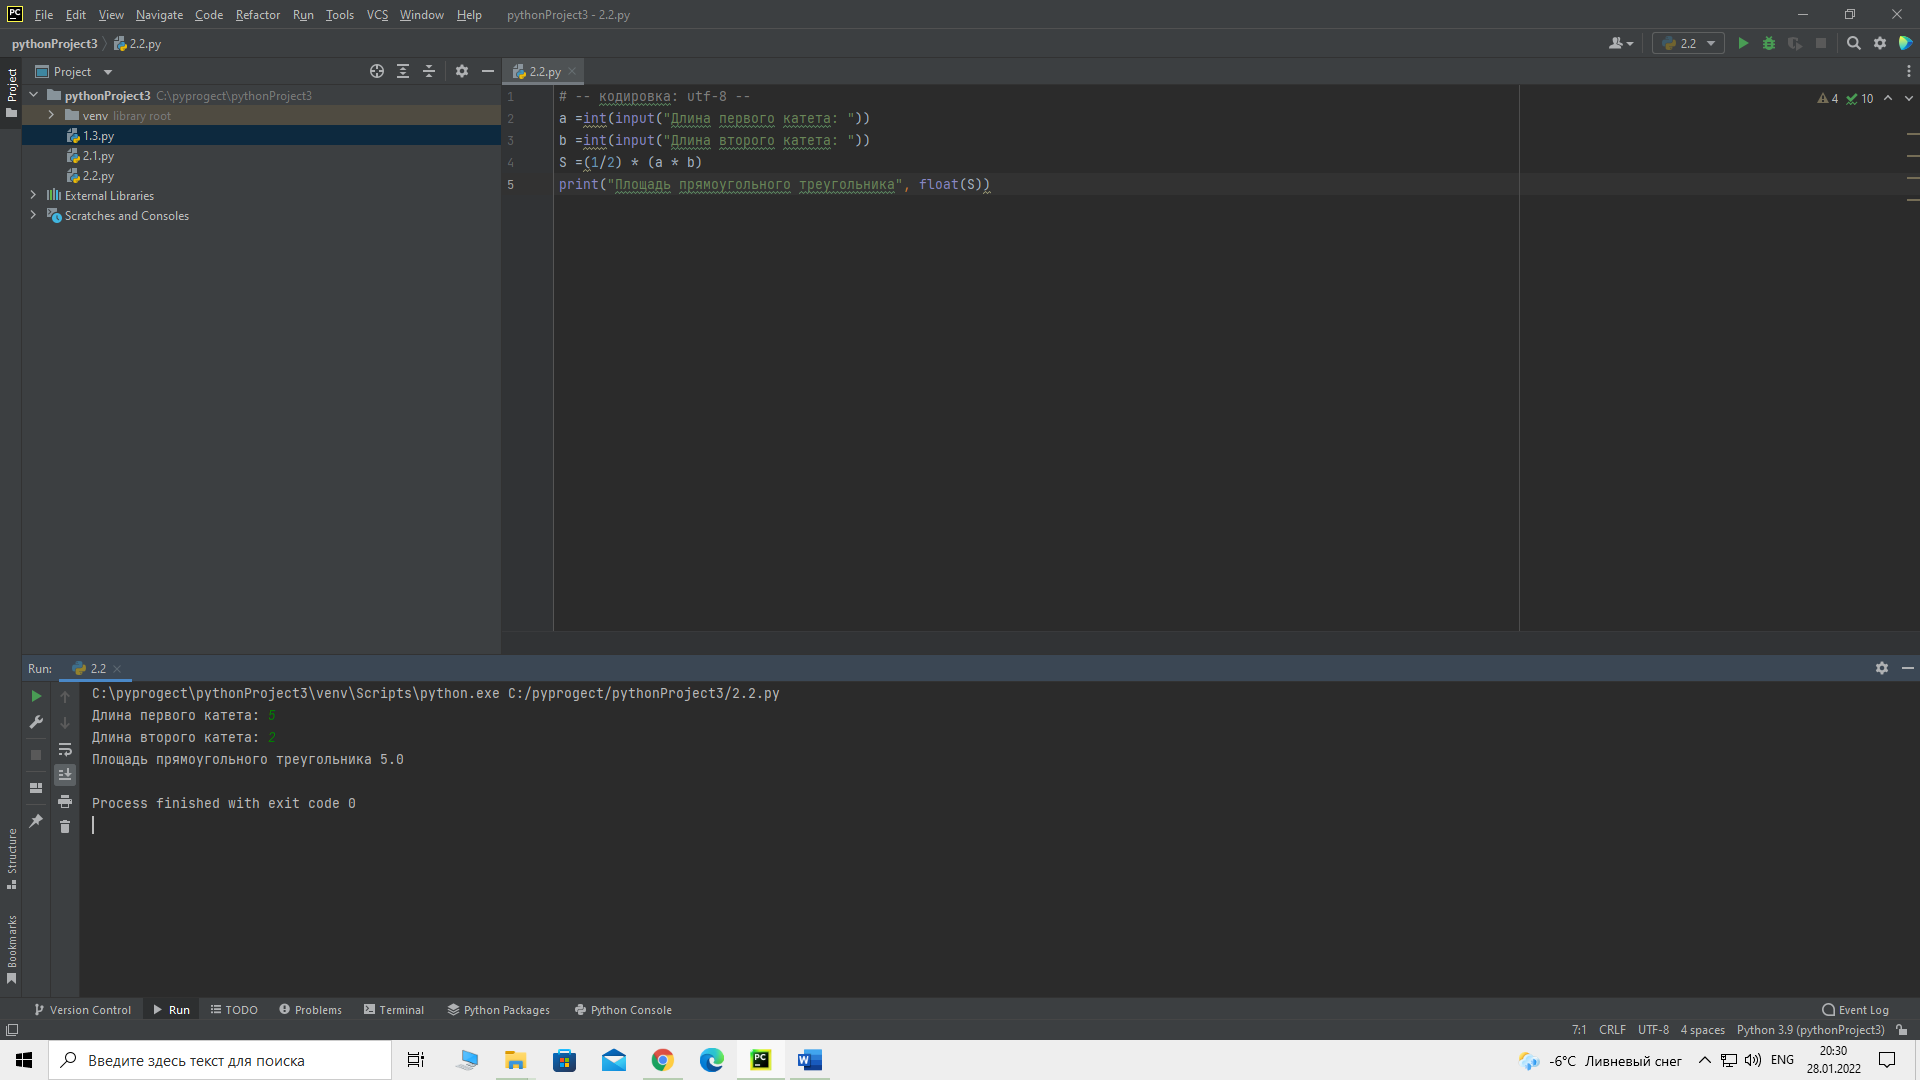 PC File Edit View Navigate Code Refactor Run Tools VCS Window Help pythonProject3 - 2.2.py
pythonProject3 2.2.py 2.2
Project
Project 2.2.py
pythonProject3 C:\pyprogect\pythonProject3
venv library root
1.3.py
2.1.py
2.2.py
External Libraries
Scratches and Consoles
1 # -- кодировка: utf-8 --
2 a =int(input("Длина первого катета: "))
3 b =int(input("Длина второго катета: "))
4 S =(1/2) * (a * b)
5 print("Площадь прямоугольного треугольника", float(S))
4 10
Run: 2.2
C:\pyprogect\pythonProject3\venv\Scripts\python.exe C:/pyprogect/pythonProject3/2.2.py
Длина первого катета: 5
Длина второго катета: 2
Площадь прямоугольного треугольника 5.0
Process finished with exit code 0
Structure
Bookmarks
Version Control Run TODO Problems Terminal Python Packages Python Console Event Log
7:1 CRLF UTF-8 4 spaces Python 3.9 (pythonProject3)
Введите здесь текст для поиска
PC
W
-6°C Ливневый снег
ENG
20:30
28.01.2022